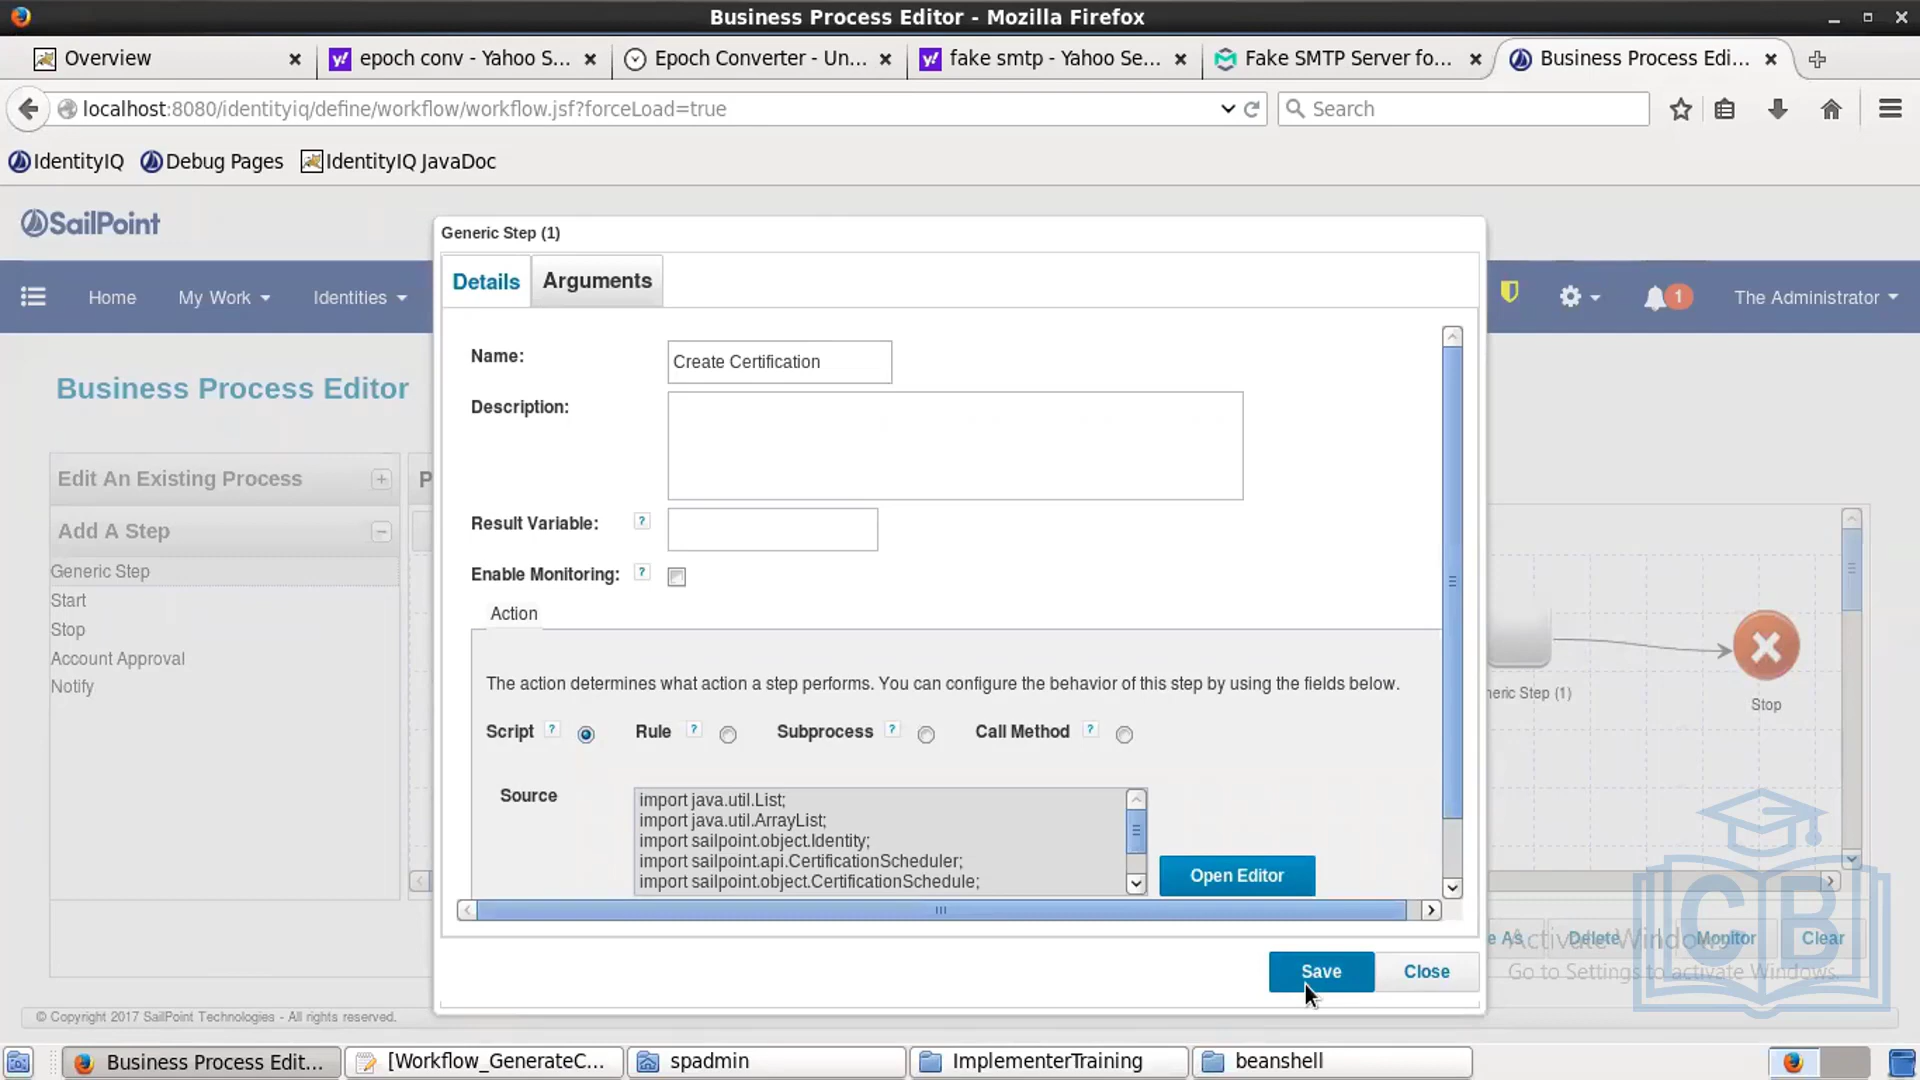 Business Process Editor - Mozilla Firefox
Overview
epoch conv - Yahoo S...
Epoch Converter - Un...
fake smtp - Yahoo Se...
Fake SMTP Server fo...
Business Process Edi...
localhost:8080/identityiq/define/workflow/workflow.jsf?forceLoad=true
Search
IdentityIQ
Debug Pages
IdentityIQ JavaDoc
SailPoint
Home
My Work
Identities
1
The Administrator
Business Process Editor
Edit An Existing Process
Add A Step
Generic Step
Start
Stop
Account Approval
Notify
P
Generic Step (1)
Details
Arguments
Name:
Create Certification
Description:
Result Variable: ?
Enable Monitoring: ?
Action
The action determines what action a step performs. You can configure the behavior of this step by using the fields below.
Script ? Rule ? Subprocess ? Call Method ?
Source
import java.util.List;
import java.util.ArrayList;
import sailpoint.object.Identity;
import sailpoint.api.CertificationScheduler;
import sailpoint.object.CertificationSchedule;
Open Editor
Save
Close
neric Step (1)
Stop
e As
Delete
Monitor
Clear
Activate Windows
Go to Settings to activate Windows.
CB
© Copyright 2017 SailPoint Technologies - All rights reserved.
Business Process Edit...
[Workflow_GenerateC...
spadmin
ImplementerTraining
beanshell